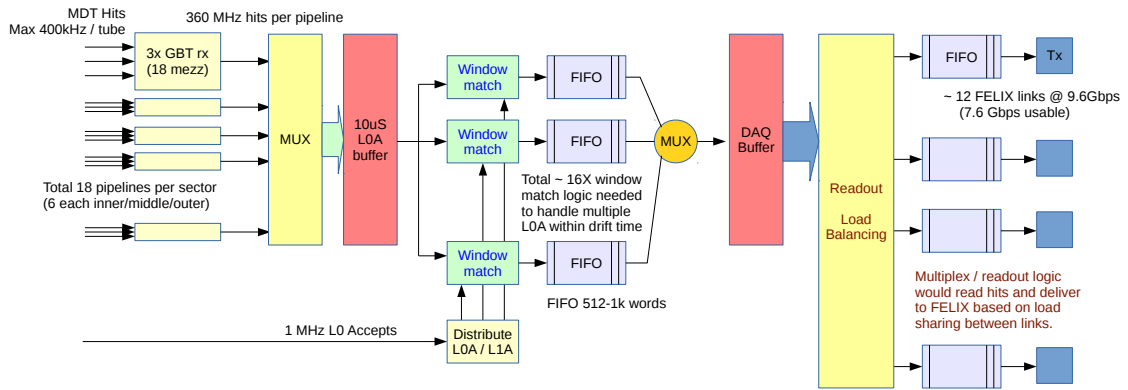 MDT Hits
Max 400kHz / tube
360 MHz hits per pipeline
3x GBT rx
(18 mezz)
MUX
10uS
L0A
buffer
Window
match
FIFO
Window
match
FIFO
Total ~ 16X window
match logic needed
to handle multiple
L0A within drift time
Window
match
FIFO
FIFO 512-1k words
MUX
DAQ
Buffer
Readout
Load
Balancing
FIFO
Tx
~ 12 FELIX links @ 9.6Gbps
(7.6 Gbps usable)
Total 18 pipelines per sector
(6 each inner/middle/outer)
Multiplex / readout logic
would read hits and deliver
to FELIX based on load
sharing between links.
1 MHz L0 Accepts
Distribute
L0A / L1A